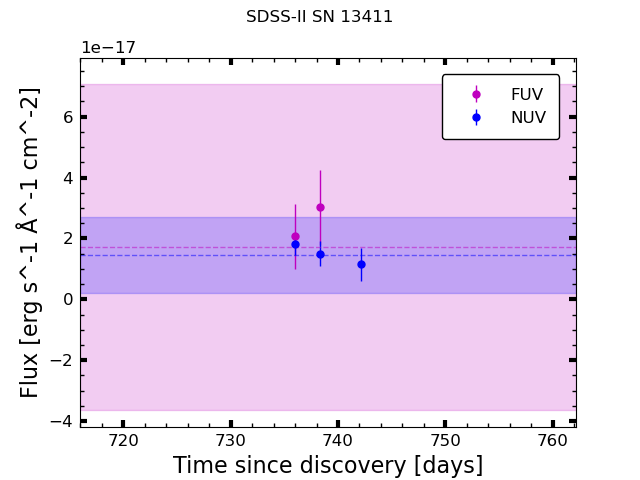 SDSS-II SN 13411
1e−17
FUV
NUV
6
4
2
0
−2
−4
Flux [erg s^-1 Å^-1 cm^-2]
720 730 740 750 760
Time since discovery [days]